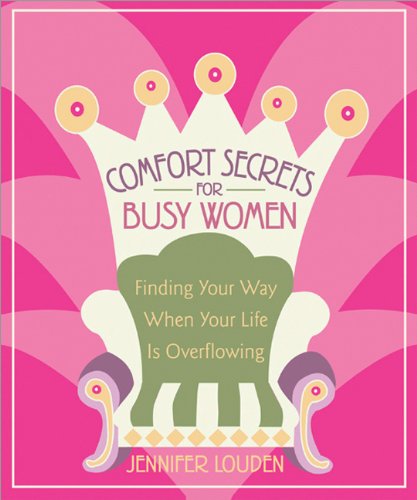 COMFORT SECRETS
FOR
BUSY WOMEN
Finding Your Way
When Your Life
Is Overflowing
JENNIFER LOUDEN